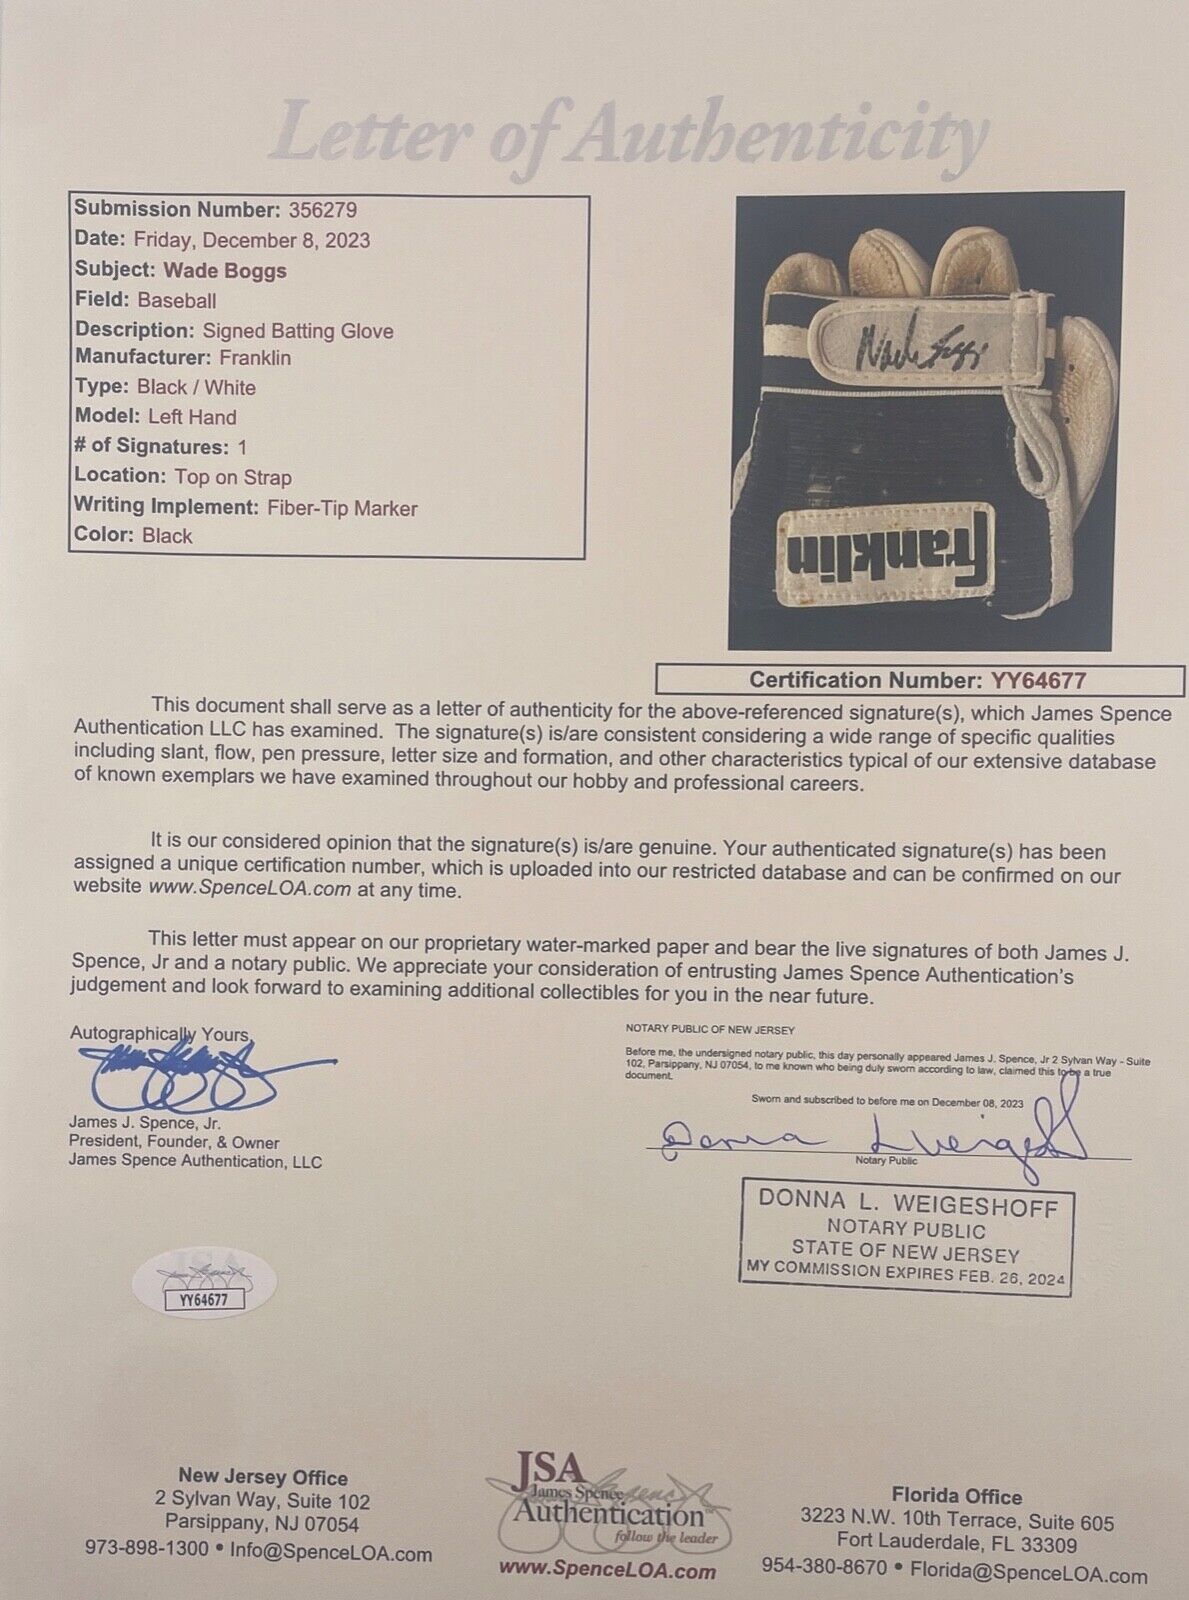 Letter of Authenticity
Submission Number: 356279
Date: Friday, December 8, 2023
Subject: Wade Boggs
Field: Baseball
Description: Signed Batting Glove
Manufacturer: Franklin
Type: Black / White
Model: Left Hand
# of Signatures: 1
Location: Top on Strap
Writing Implement: Fiber-Tip Marker
Color: Black
Wade Boggs
franklin
Certification Number: YY64677
This document shall serve as a letter of authenticity for the above-referenced signature(s), which James Spence
Authentication LLC has examined. The signature(s) is/are consistent considering a wide range of specific qualities
including slant, flow, pen pressure, letter size and formation, and other characteristics typical of our extensive database
of known exemplars we have examined throughout our hobby and professional careers.
It is our considered opinion that the signature(s) is/are genuine. Your authenticated signature(s) has been
assigned a unique certification number, which is uploaded into our restricted database and can be confirmed on our
website www.SpenceLOA.com at any time.
This letter must appear on our proprietary water-marked paper and bear the live signatures of both James J.
Spence, Jr and a notary public. We appreciate your consideration of entrusting James Spence Authentication's
judgement and look forward to examining additional collectibles for you in the near future.
Autographically Yours,
James J. Spence, Jr.
President, Founder, & Owner
James Spence Authentication, LLC
NOTARY PUBLIC OF NEW JERSEY
Before me, the undersigned notary public, this day personally appeared James J. Spence, Jr 2 Sylvan Way - Suite
102, Parsippany, NJ 07054, to me known who being duly sworn according to law, claimed this to be a true
document.
Sworn and subscribed to before me on December 08, 2023
Donna L Weigeshoff
Notary Public
DONNA L. WEIGESHOFF
NOTARY PUBLIC
STATE OF NEW JERSEY
MY COMMISSION EXPIRES FEB. 26, 2024
JSA
YY64677
New Jersey Office
2 Sylvan Way, Suite 102
Parsippany, NJ 07054
973-898-1300 • Info@SpenceLOA.com
JSA
James Spence
Authentication
follow the leader
www.SpenceLOA.com
Florida Office
3223 N.W. 10th Terrace, Suite 605
Fort Lauderdale, FL 33309
954-380-8670 • Florida@SpenceLOA.com